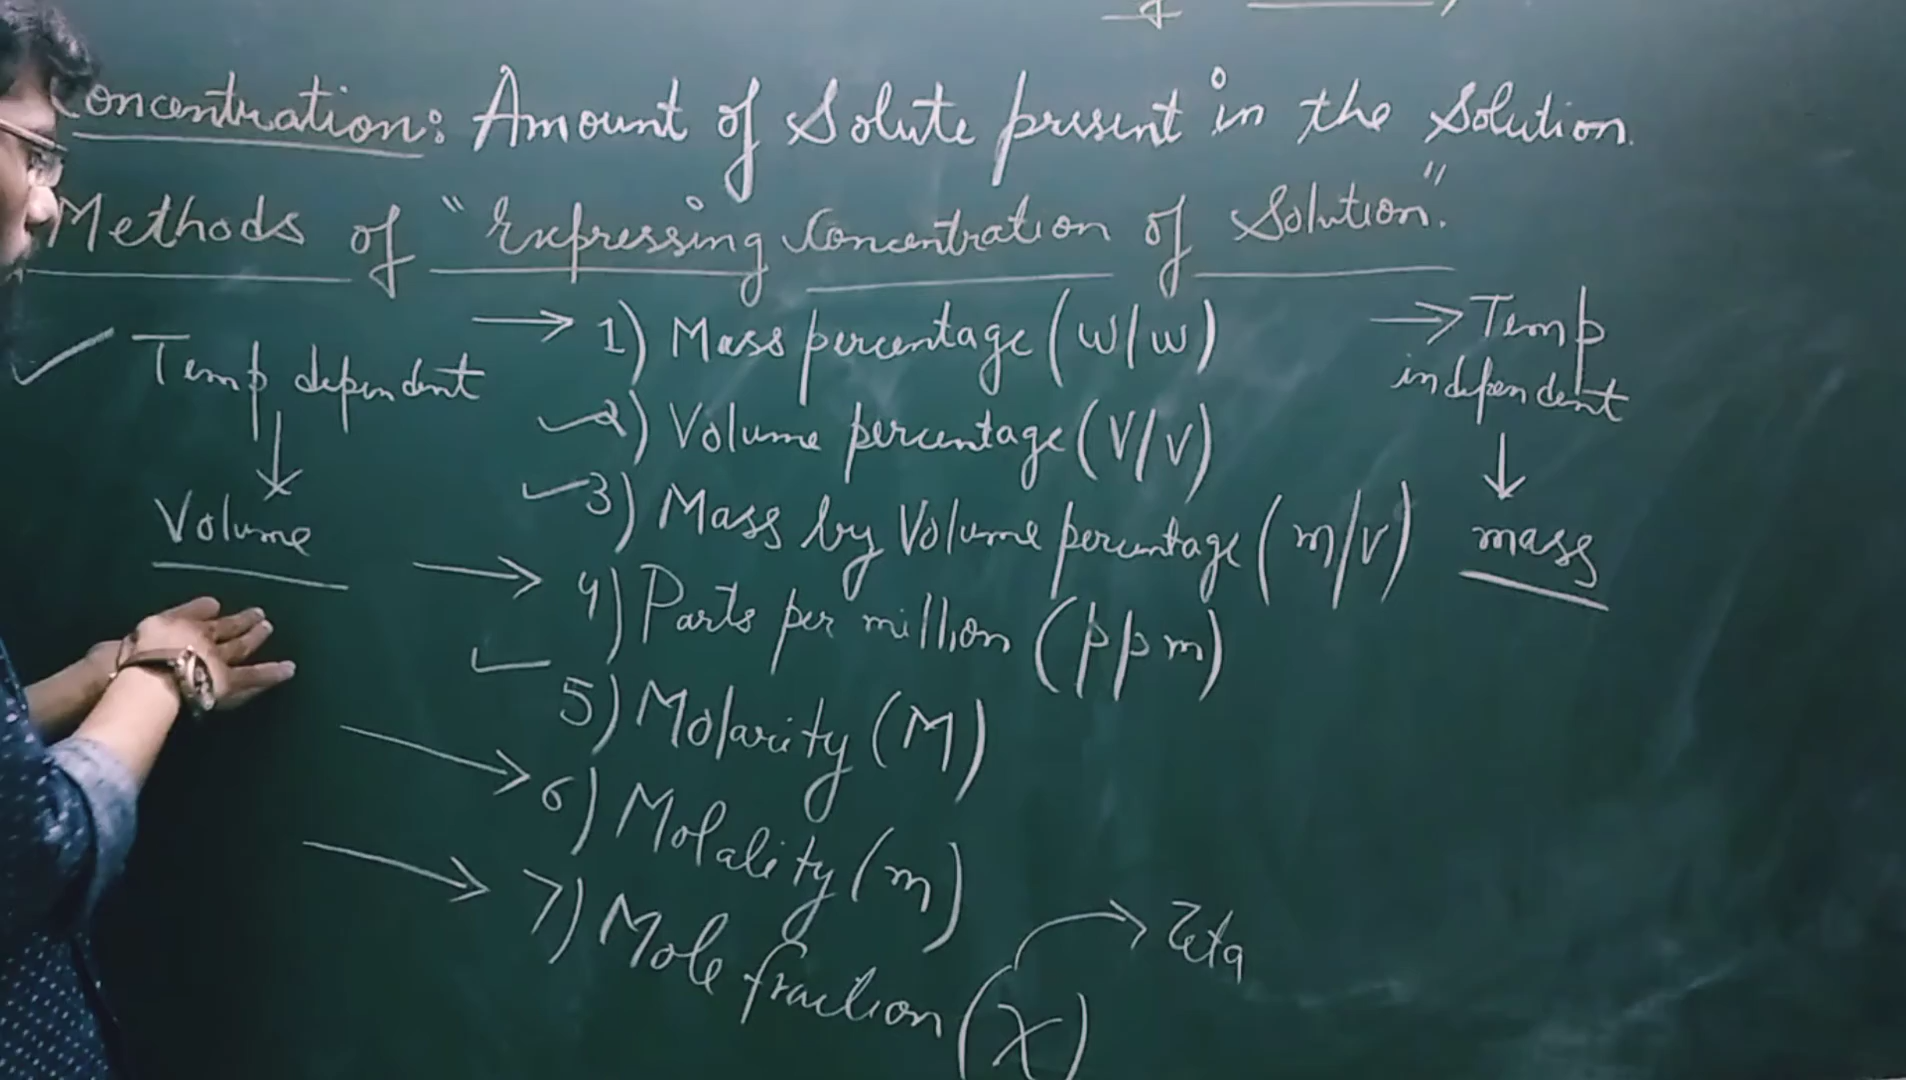 Concentration: Amount of Solute present in the Solution.
Methods of "Expressing Concentration of Solution."
Temp dependent
↓
Volume
→ 1) Mass percentage (w/w)
✓ 2) Volume percentage (V/V)
✓ 3) Mass by Volume percentage (m/V)
→ 4) Parts per million (ppm)
✓ 5) Molarity (M)
→ 6) Molality (m)
→ 7) Mole fraction (χ) → Zeta
→ Temp
independent
↓
mass